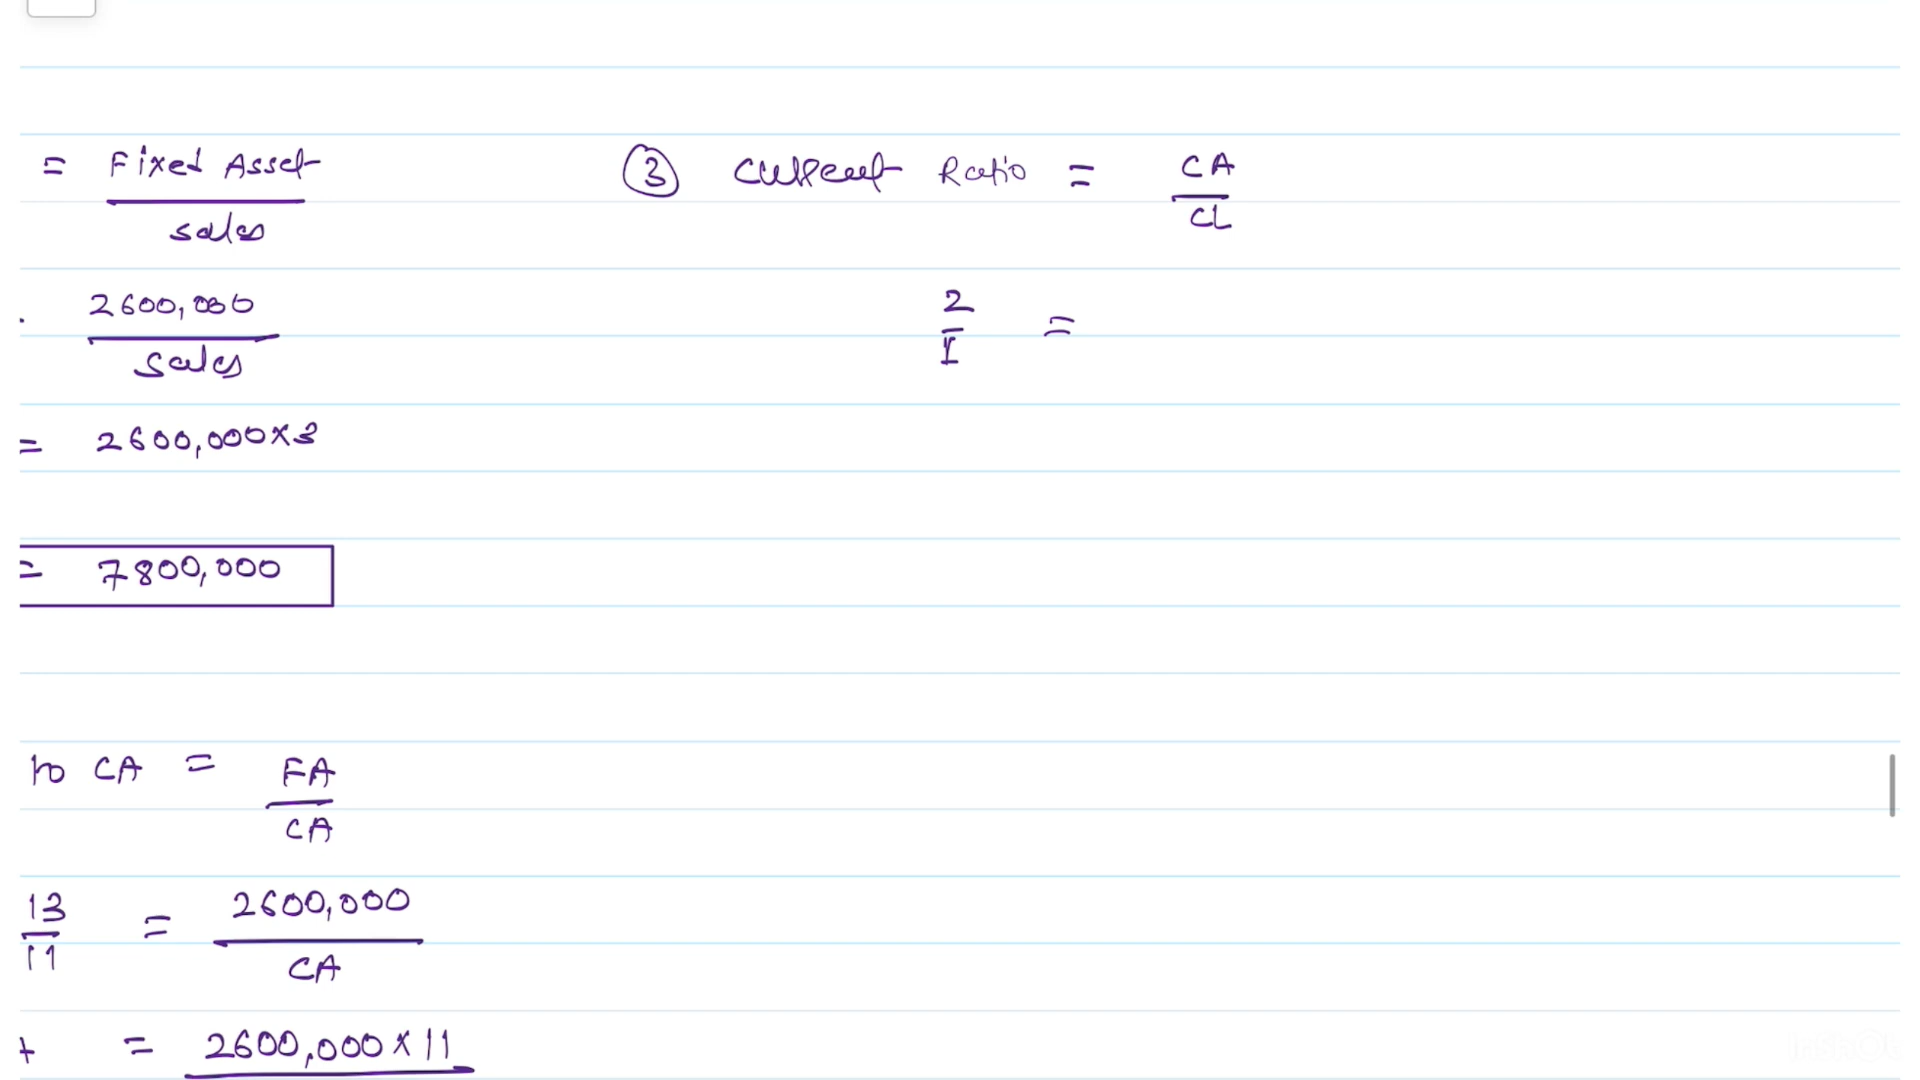 = Fixed Asset
sales
2600,000
sales
= 2600,000×3
= 7800,000
to CA = FA
CA
13 = 2600,000
11 CA
+ = 2600,000×11
③ Current Ratio = CA
CL
2 =
1